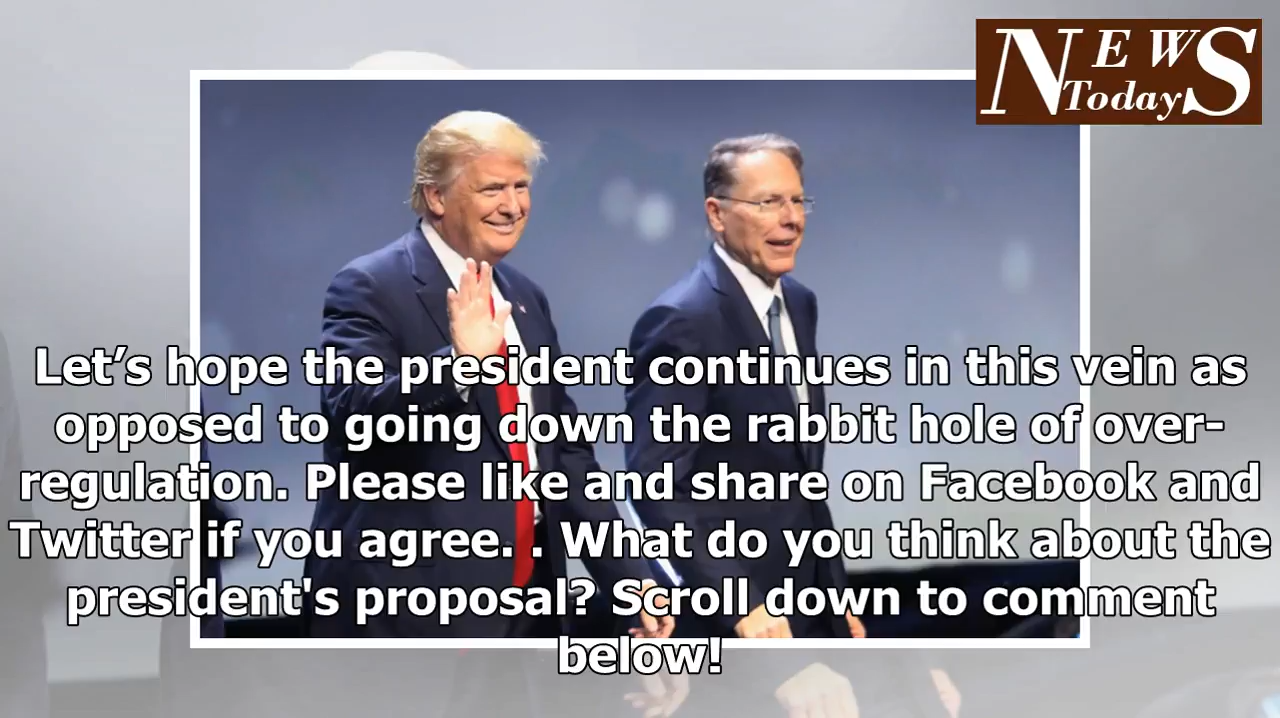 NEWS
Today
Let’s hope the president continues in this vein as
opposed to going down the rabbit hole of over-
regulation. Please like and share on Facebook and
Twitter if you agree. . What do you think about the
president's proposal? Scroll down to comment
below!